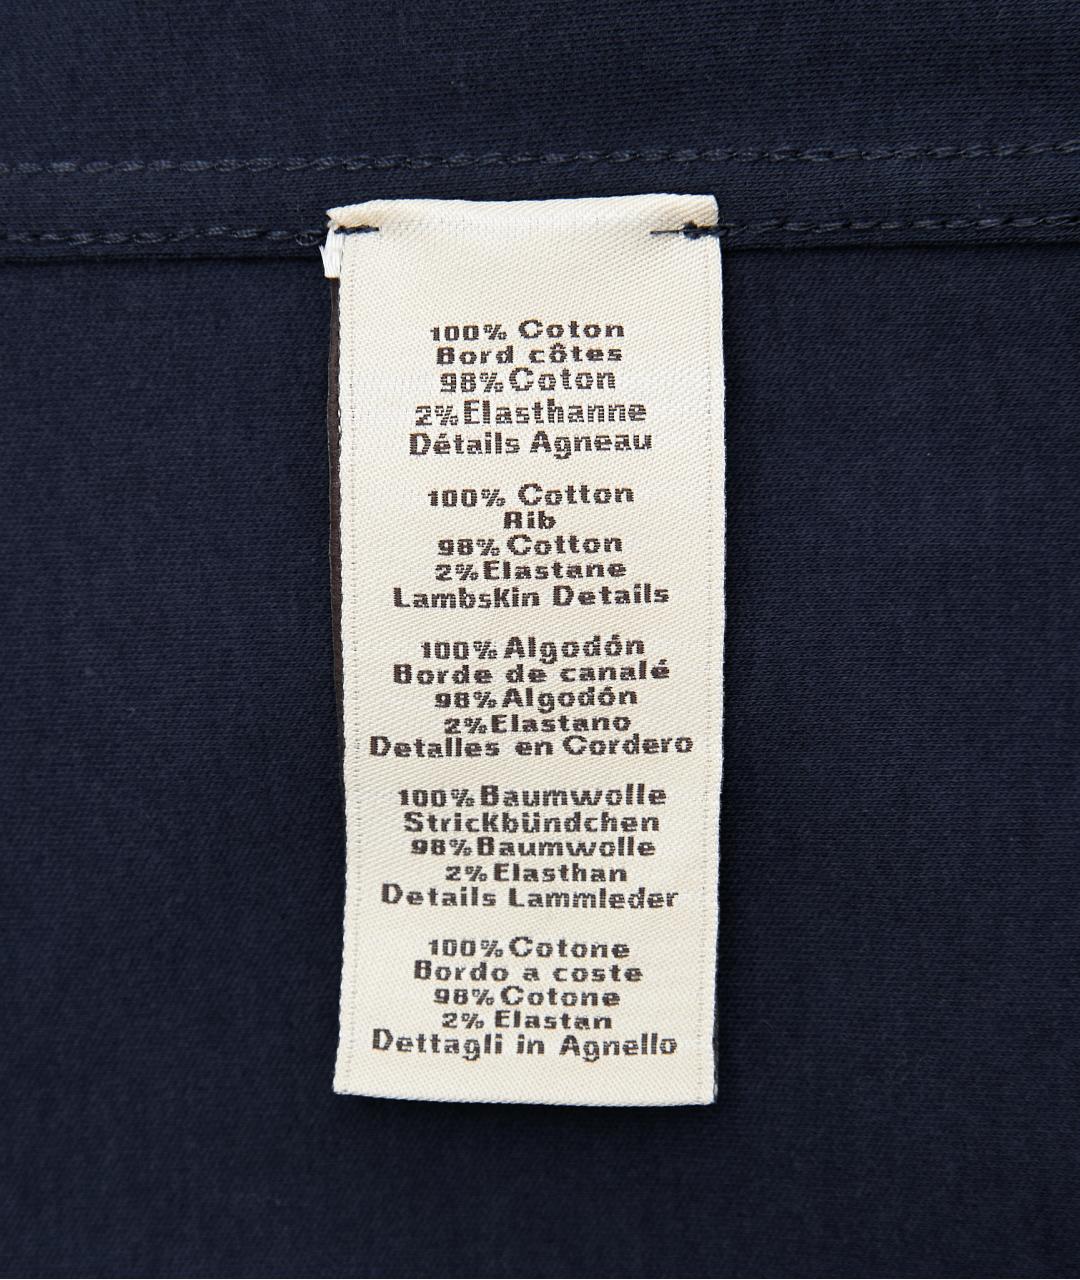 100% Coton
Bord côtes
98% Coton
2% Elasthanne
Détails Agneau
100% Cotton
Rib
98% Cotton
2% Elastane
Lambskin Details
100% Algodón
Borde de canalé
98% Algodón
2% Elastano
Detalles en Cordero
100% Baumwolle
Strickbündchen
98% Baumwolle
2% Elasthan
Details Lammleder
100% Cotone
Bordo a coste
98% Cotone
2% Elastan
Dettagli in Agnello